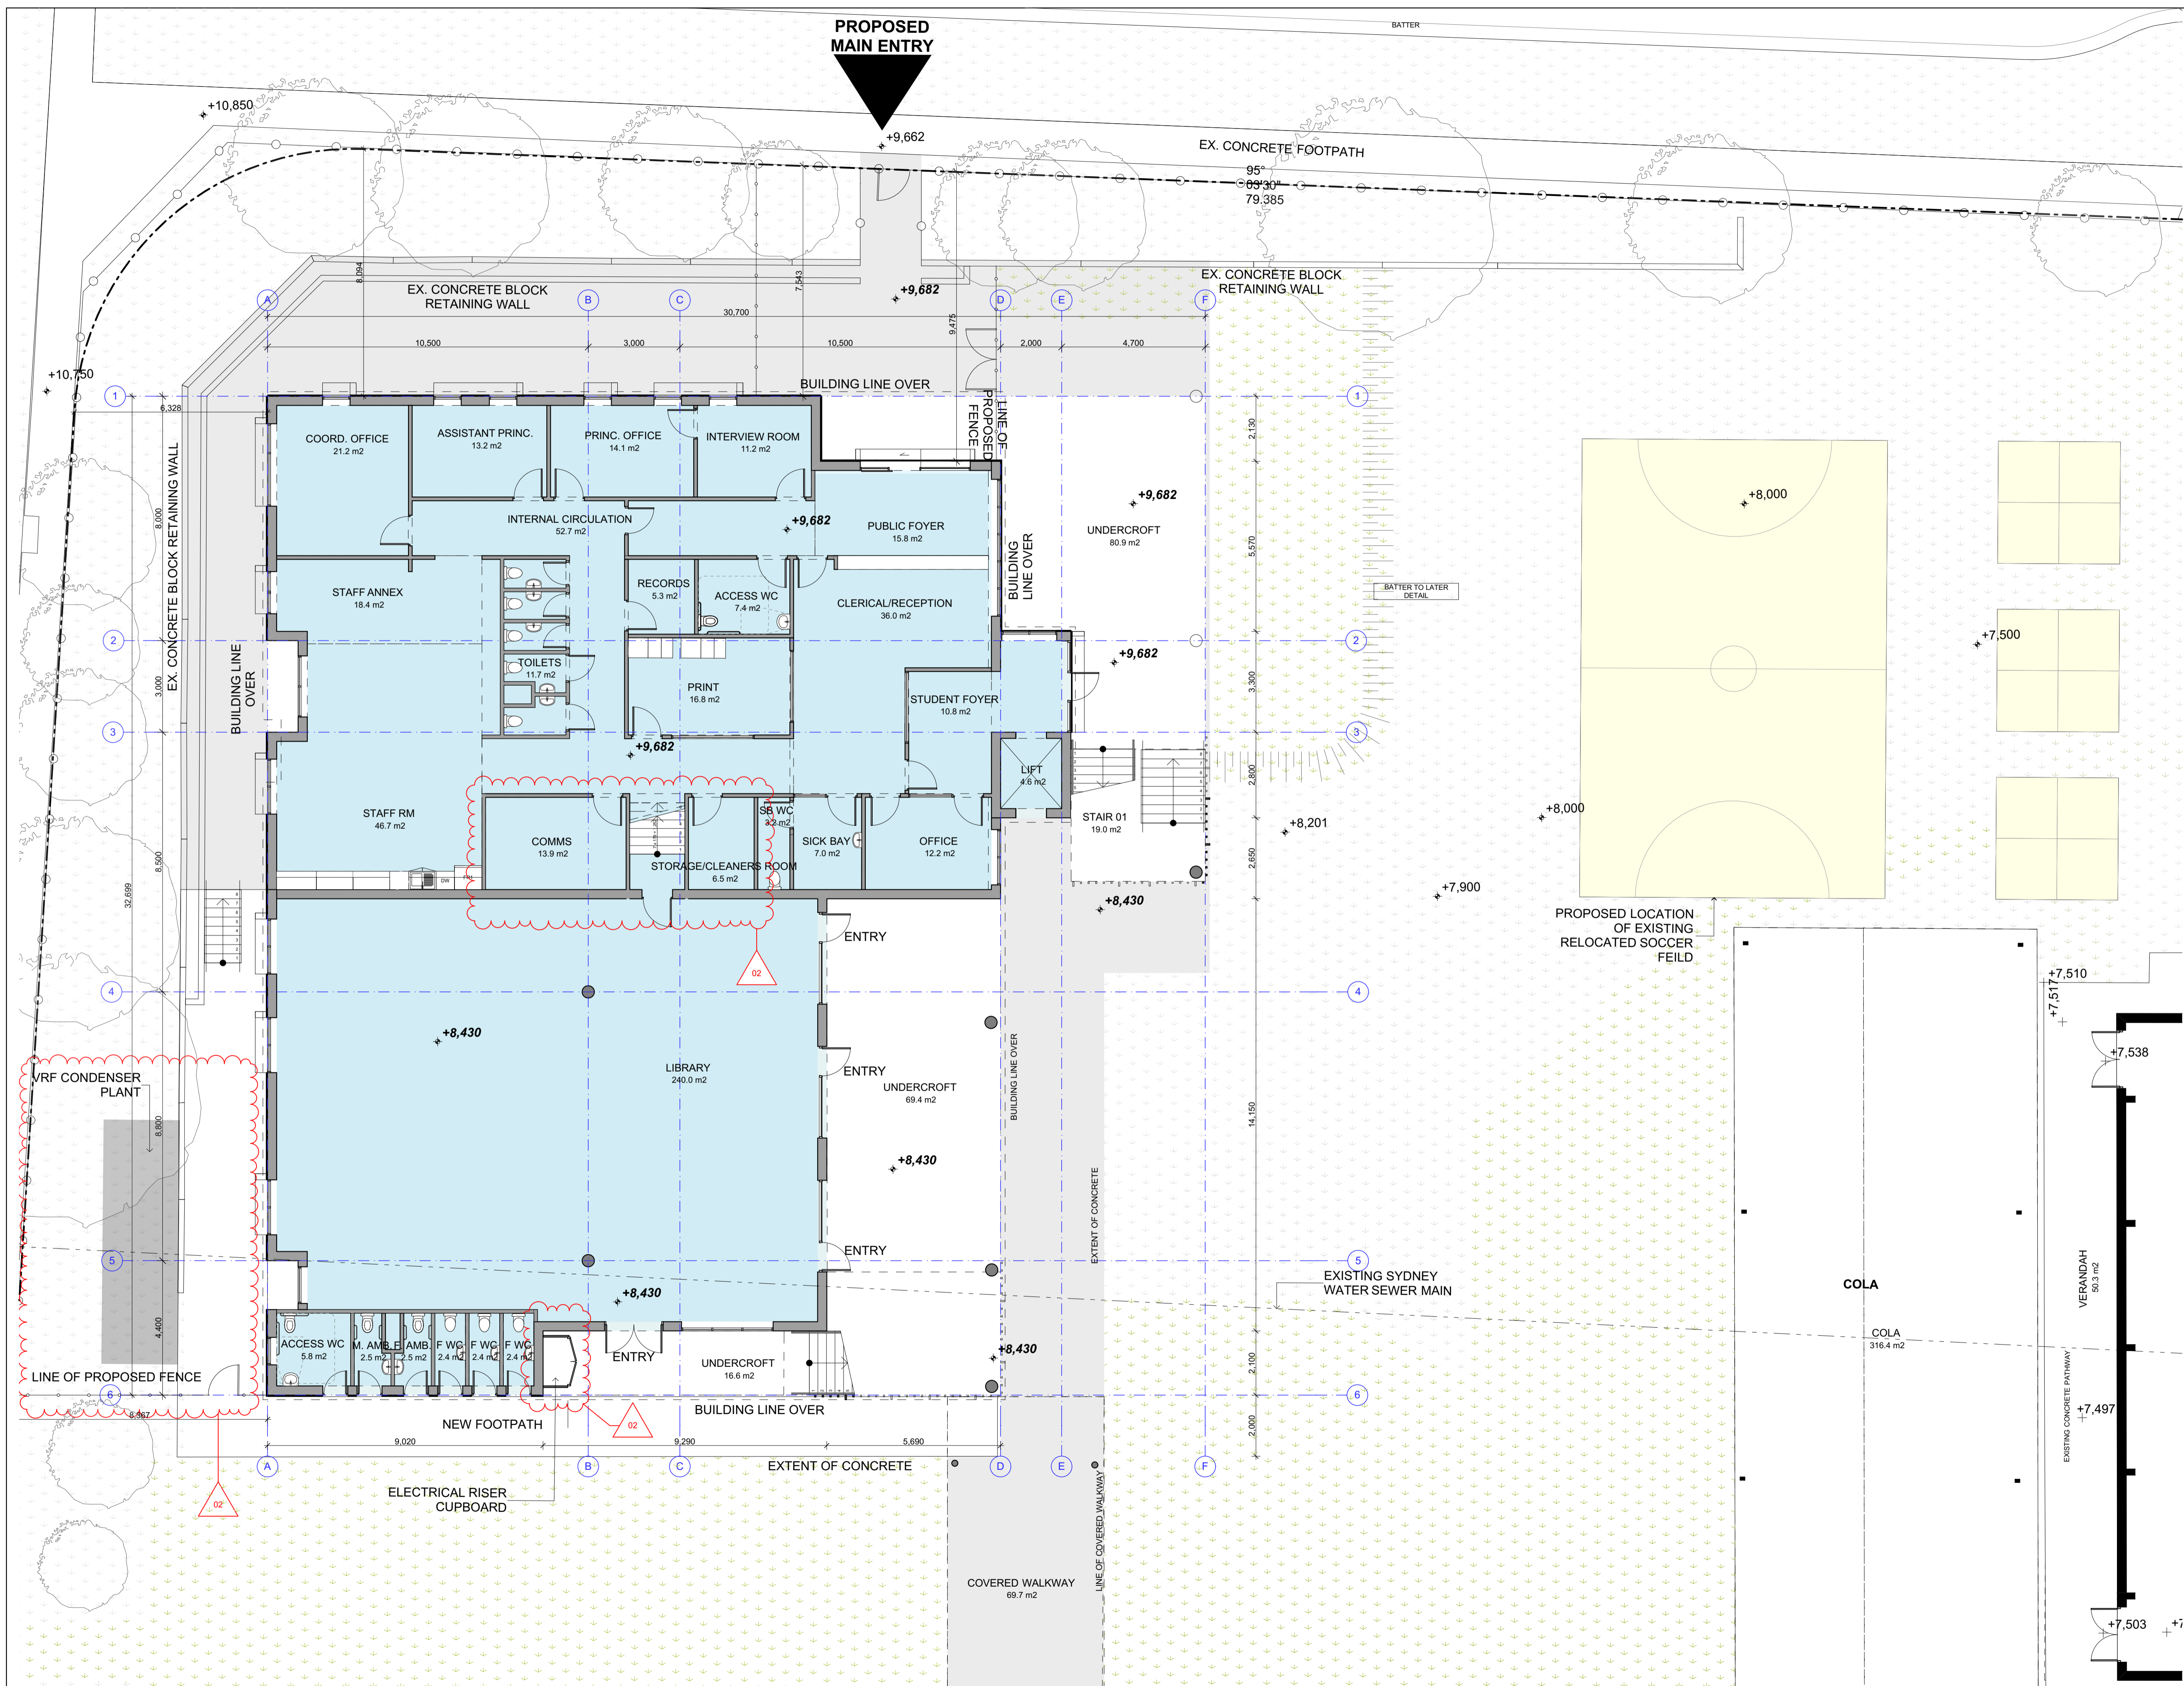 PROPOSED
MAIN ENTRY
BATTER
+10,850
+9,662
EX. CONCRETE FOOTPATH
95°
03'30"
79.385
8,094
7,543
9,475
EX. CONCRETE BLOCK
RETAINING WALL
+9,682
EX. CONCRETE BLOCK
RETAINING WALL
A
B
C
D
E
F
30,700
10,500
3,000
10,500
2,000
4,700
+10,750
6,328
1
BUILDING LINE OVER
1
LINE OF
PROPOSED
FENCE
2,130
COORD. OFFICE
21.2 m2
ASSISTANT PRINC.
13.2 m2
PRINC. OFFICE
14.1 m2
INTERVIEW ROOM
11.2 m2
EX. CONCRETE BLOCK RETAINING WALL
8,000
INTERNAL CIRCULATION
52.7 m2
+9,682
PUBLIC FOYER
15.8 m2
+9,682
UNDERCROFT
80.9 m2
5,570
+8,000
BUILDING
LINE OVER
STAFF ANNEX
18.4 m2
RECORDS
5.3 m2
ACCESS WC
7.4 m2
CLERICAL/RECEPTION
36.0 m2
BATTER TO LATER
DETAIL
2
2
+7,500
BUILDING LINE
OVER
TOILETS
11.7 m2
PRINT
16.8 m2
STUDENT FOYER
10.8 m2
+9,682
3,000
3,300
3
3
+9,682
LIFT
4.6 m2
2,800
STAFF RM
46.7 m2
SB WC
3.2 m2
STAIR 01
19.0 m2
+8,201
+8,000
COMMS
13.9 m2
STORAGE/CLEANERS ROOM
6.5 m2
SICK BAY
7.0 m2
OFFICE
12.2 m2
DW
8,500
2,650
32,699
+8,430
+7,900
PROPOSED LOCATION
OF EXISTING
RELOCATED SOCCER
FEILD
ENTRY
02
4
4
+7,510
+7,517
+8,430
+7,538
VRF CONDENSER
PLANT
LIBRARY
240.0 m2
ENTRY
UNDERCROFT
69.4 m2
BUILDING LINE OVER
8,800
14,150
+8,430
EXTENT OF CONCRETE
ENTRY
5
5
EXISTING SYDNEY
WATER SEWER MAIN
COLA
VERANDAH
50.3 m2
+8,430
4,400
COLA
316.4 m2
ACCESS WC
5.8 m2
M. AMB.
2.5 m2
F. AMB.
2.5 m2
F WC
2.4 m2
F WC
2.4 m2
F WC
2.4 m2
ENTRY
UNDERCROFT
16.6 m2
+8,430
2,100
LINE OF PROPOSED FENCE
6
6
BUILDING LINE OVER
EXISTING CONCRETE PATHWAY
+7,497
8,567
NEW FOOTPATH
02
2,000
9,020
9,290
5,690
A
B
C
D
E
F
EXTENT OF CONCRETE
ELECTRICAL RISER
CUPBOARD
02
LINE OF COVERED WALKWAY
COVERED WALKWAY
69.7 m2
+7,503